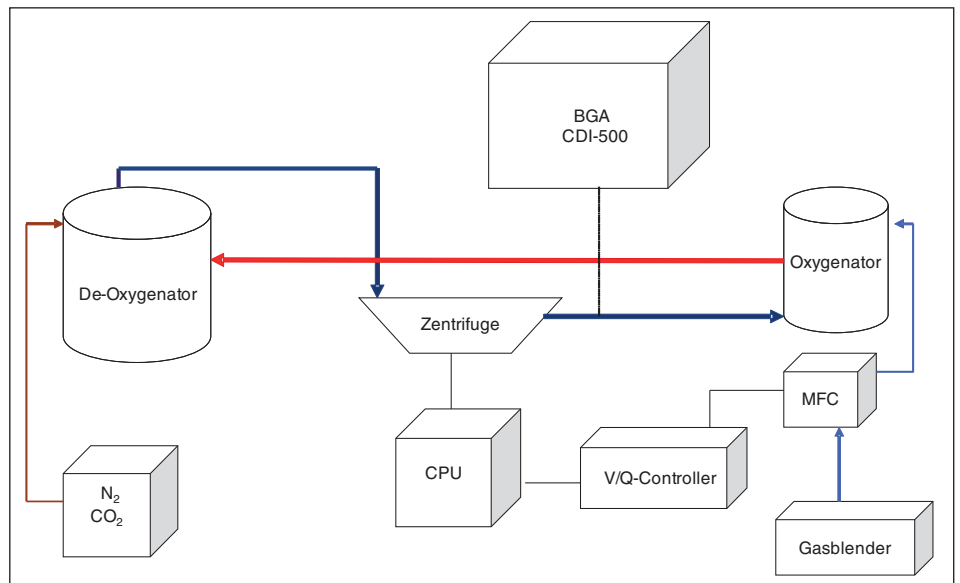 BGA
CDI-500
De-Oxygenator
Oxygenator
Zentrifuge
MFC
CPU
V/Q-Controller
N₂
CO₂
Gasblender